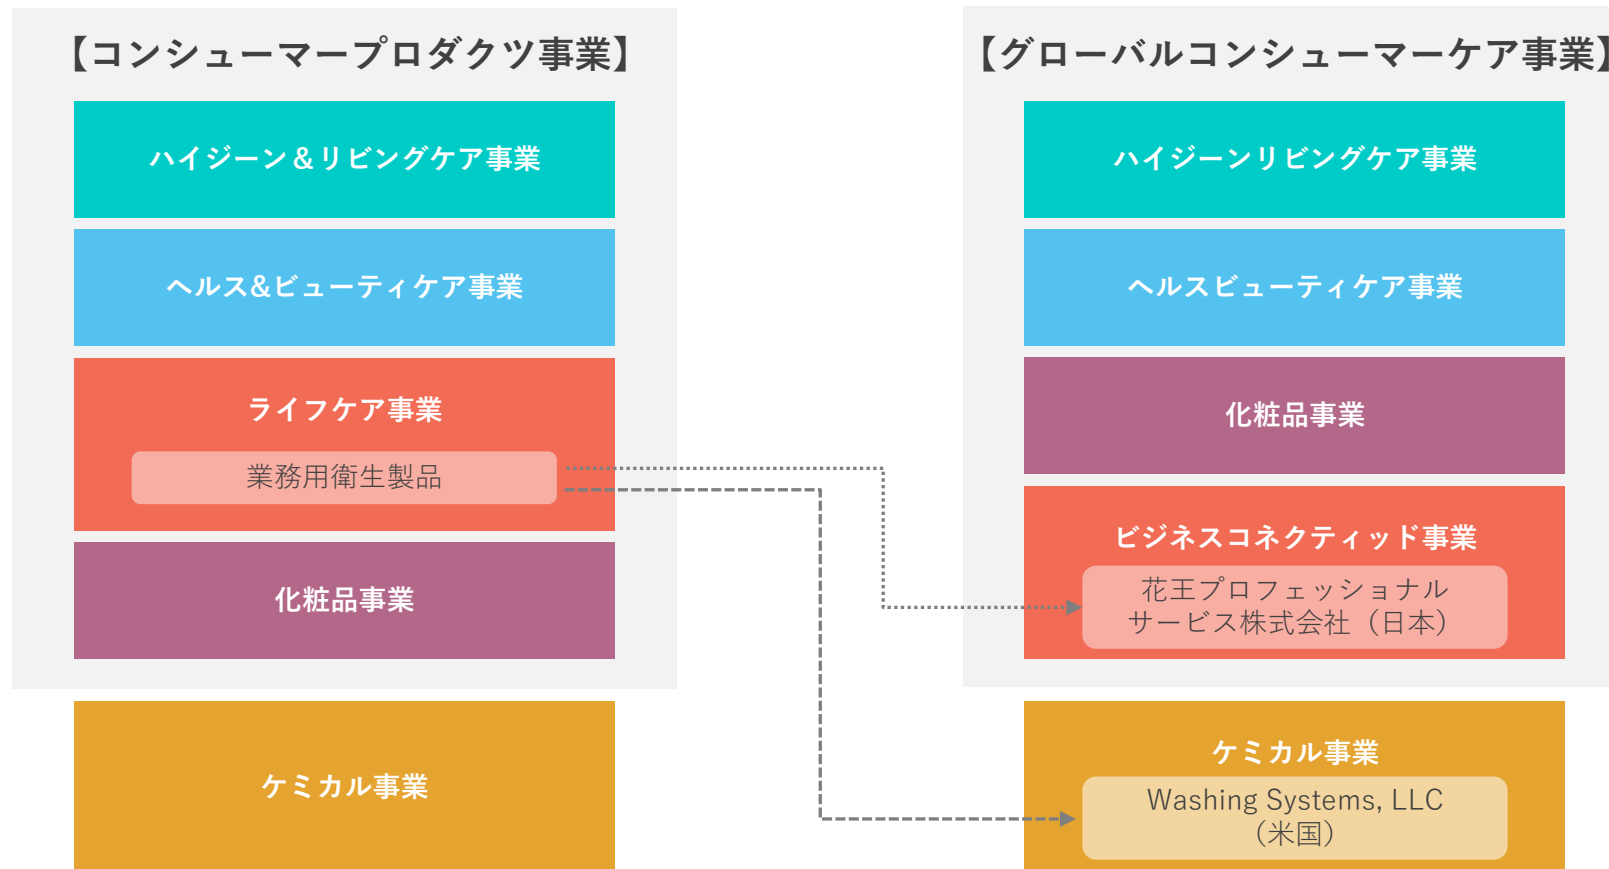 【コンシューマープロダクツ事業】
ハイジーン＆リビングケア事業
ヘルス&ビューティケア事業
ライフケア事業
業務用衛生製品
化粧品事業
ケミカル事業
【グローバルコンシューマーケア事業】
ハイジーンリビングケア事業
ヘルスビューティケア事業
化粧品事業
ビジネスコネクティッド事業
花王プロフェッショナル
サービス株式会社（日本）
ケミカル事業
Washing Systems, LLC
（米国）